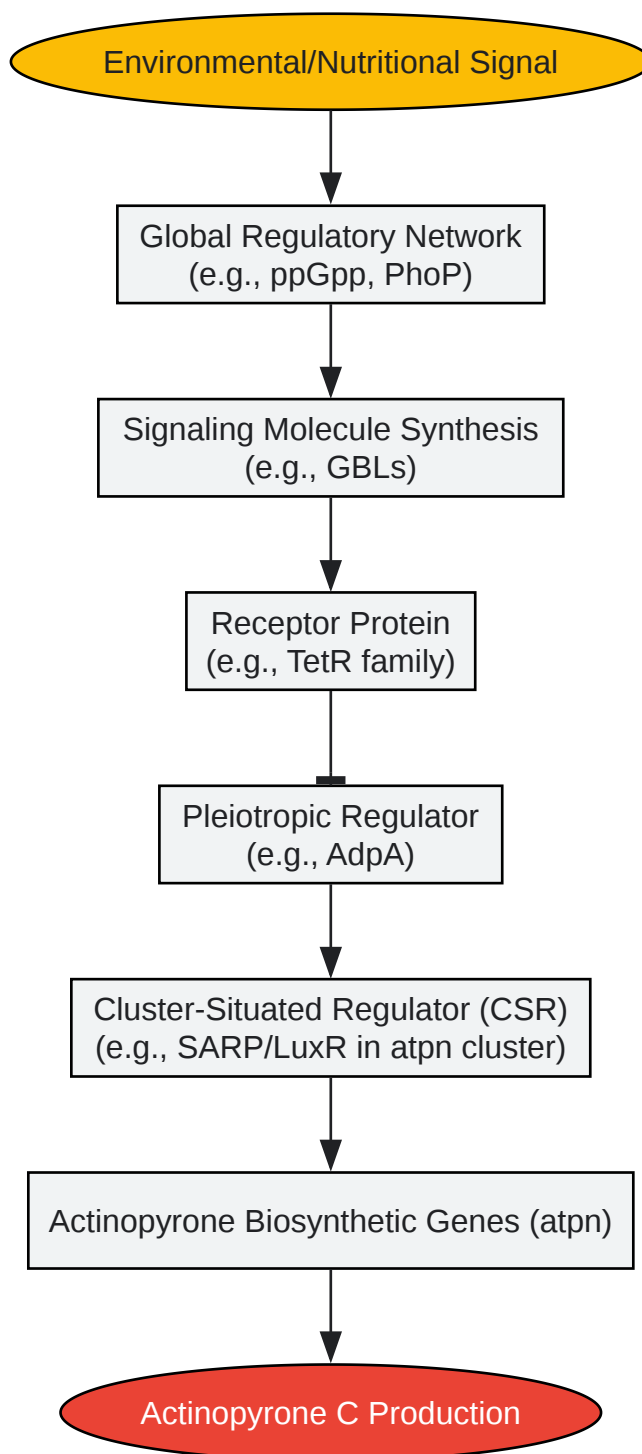 Environmental/Nutritional Signal
Global Regulatory Network
(e.g., ppGpp, PhoP)
Signaling Molecule Synthesis
(e.g., GBLs)
Receptor Protein
(e.g., TetR family)
Pleiotropic Regulator
(e.g., AdpA)
Cluster-Situated Regulator (CSR)
(e.g., SARP/LuxR in atpn cluster)
Actinopyrone Biosynthetic Genes (atpn)
Actinopyrone C Production